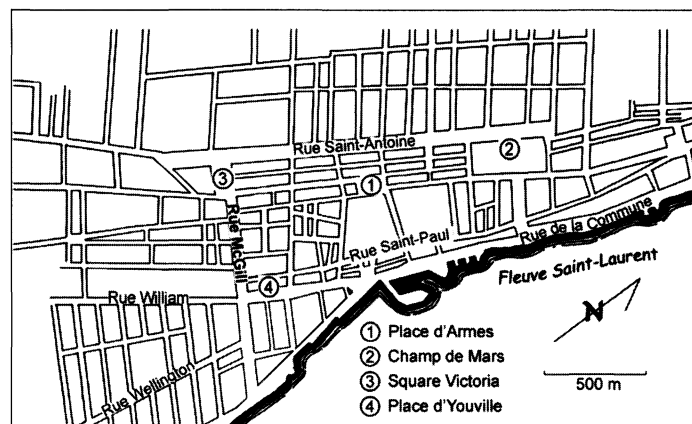 Rue Saint-Antoine
②
③
①
Rue McGill
Rue Saint-Paul
Rue de la Commune
Fleuve Saint-Laurent
④
Rue William
N
① Place d'Armes
② Champ de Mars
③ Square Victoria
④ Place d'Youville
Rue Wellington
500 m